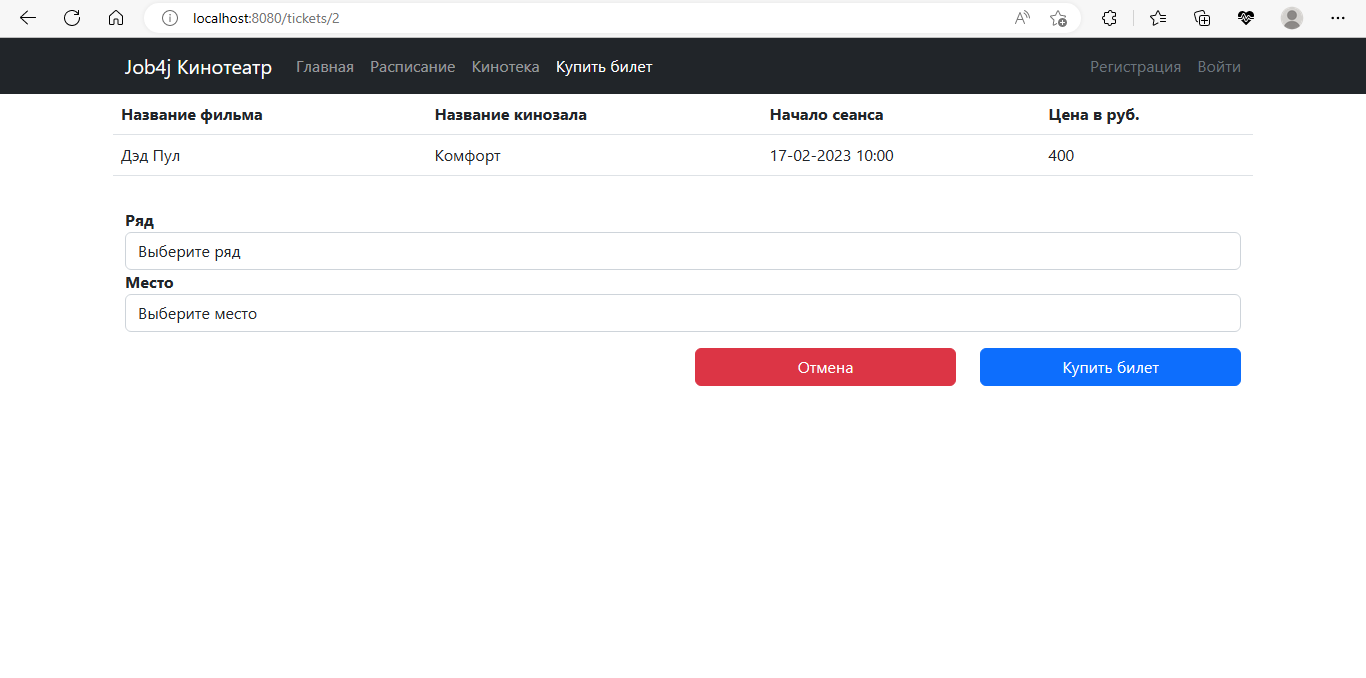 localhost:8080/tickets/2
Job4j Кинотеатр Главная Расписание Кинотека Купить билет Регистрация Войти
Название фильма Название кинозала Начало сеанса Цена в руб.
Дэд Пул Комфорт 17-02-2023 10:00 400
Ряд
Выберите ряд
Место
Выберите место
Отмена Купить билет